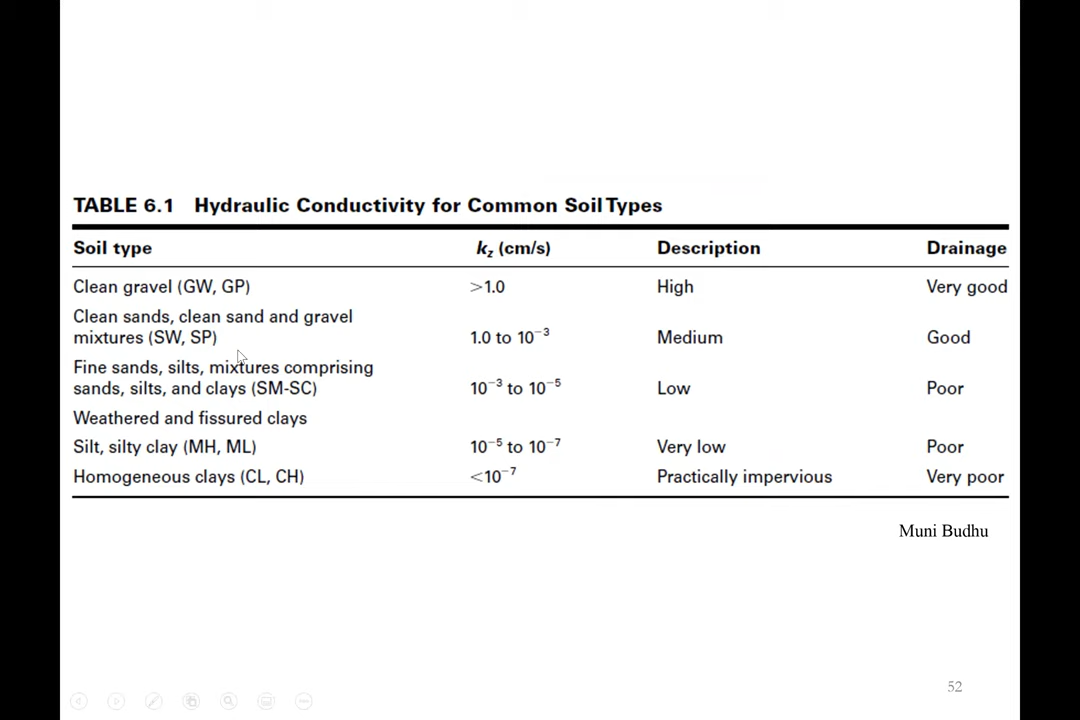 TABLE 6.1 Hydraulic Conductivity for Common Soil Types
Soil type kz (cm/s) Description Drainage
Clean gravel (GW, GP) >1.0 High Very good
Clean sands, clean sand and gravel
mixtures (SW, SP) 1.0 to 10⁻³ Medium Good
Fine sands, silts, mixtures comprising
sands, silts, and clays (SM-SC) 10⁻³ to 10⁻⁵ Low Poor
Weathered and fissured clays
Silt, silty clay (MH, ML) 10⁻⁵ to 10⁻⁷ Very low Poor
Homogeneous clays (CL, CH) <10⁻⁷ Practically impervious Very poor
Muni Budhu
52